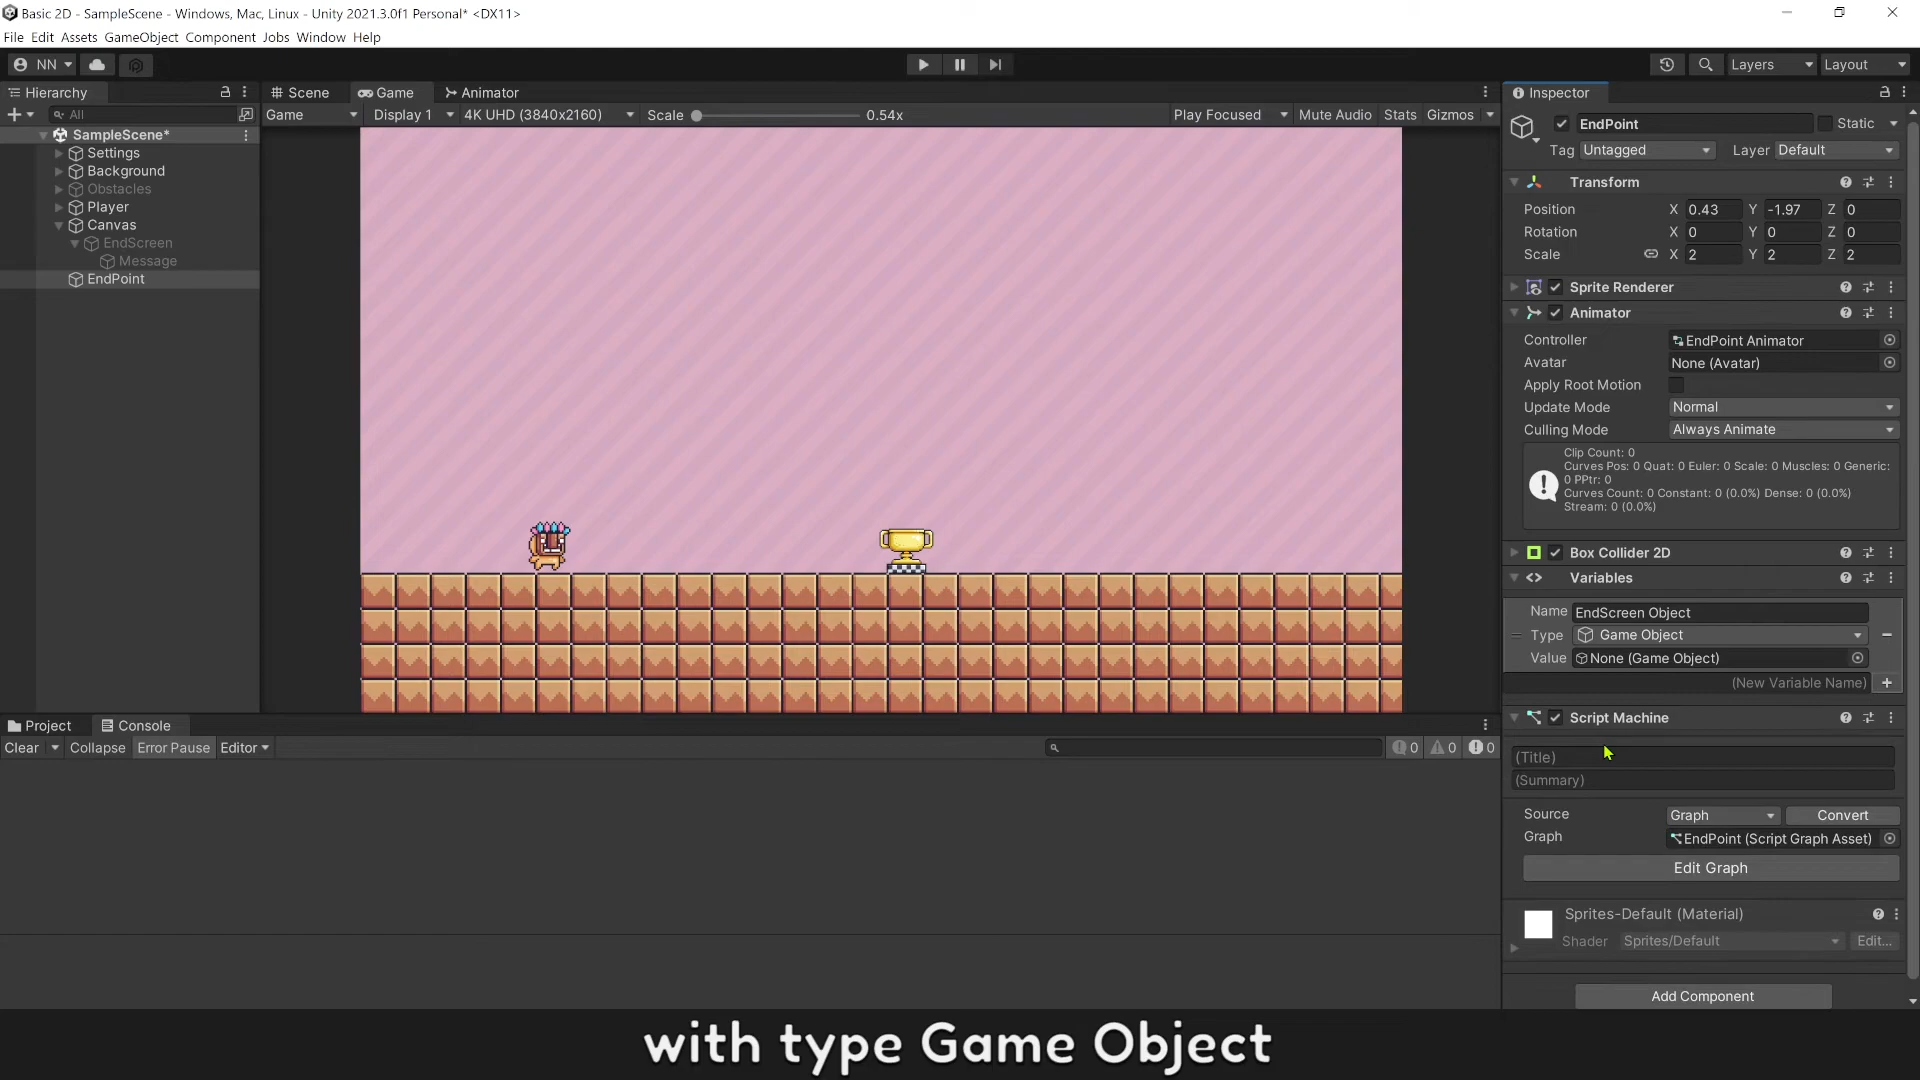 Basic 2D - SampleScene - Windows, Mac, Linux - Unity 2021.3.0f1 Personal* <DX11>
File Edit Assets GameObject Component Jobs Window Help
NN
Layers
Layout
Hierarchy
All
SampleScene*
Settings
Background
Obstacles
Player
Canvas
EndScreen
Message
EndPoint
Scene Game Animator
Game Display 1 4K UHD (3840x2160) Scale 0.54x Play Focused Mute Audio Stats Gizmos
Project Console
Clear Collapse Error Pause Editor
0 0 0
Inspector
EndPoint Static
Tag Untagged Layer Default
Transform
Position X 0.43 Y -1.97 Z 0
Rotation X 0 Y 0 Z 0
Scale X 2 Y 2 Z 2
Sprite Renderer
Animator
Controller EndPoint Animator
Avatar None (Avatar)
Apply Root Motion
Update Mode Normal
Culling Mode Always Animate
Clip Count: 0
Curves Pos: 0 Quat: 0 Euler: 0 Scale: 0 Muscles: 0 Generic:
0 PPtr: 0
Curves Count: 0 Constant: 0 (0.0%) Dense: 0 (0.0%)
Stream: 0 (0.0%)
Box Collider 2D
Variables
Name EndScreen Object
Type Game Object
Value None (Game Object)
(New Variable Name)
Script Machine
(Title)
(Summary)
Source Graph Convert
Graph EndPoint (Script Graph Asset)
Edit Graph
Sprites-Default (Material)
Shader Sprites/Default Edit...
Add Component
with type Game Object